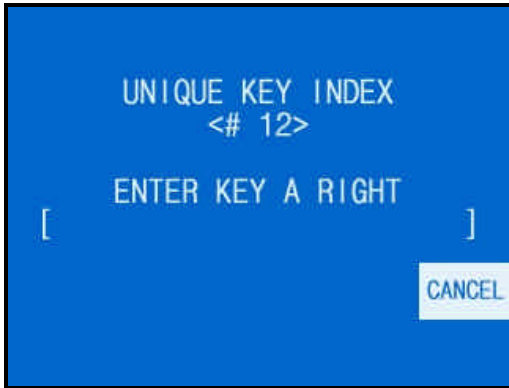 UNIQUE KEY INDEX
<# 12>
ENTER KEY A RIGHT
[ ]
CANCEL